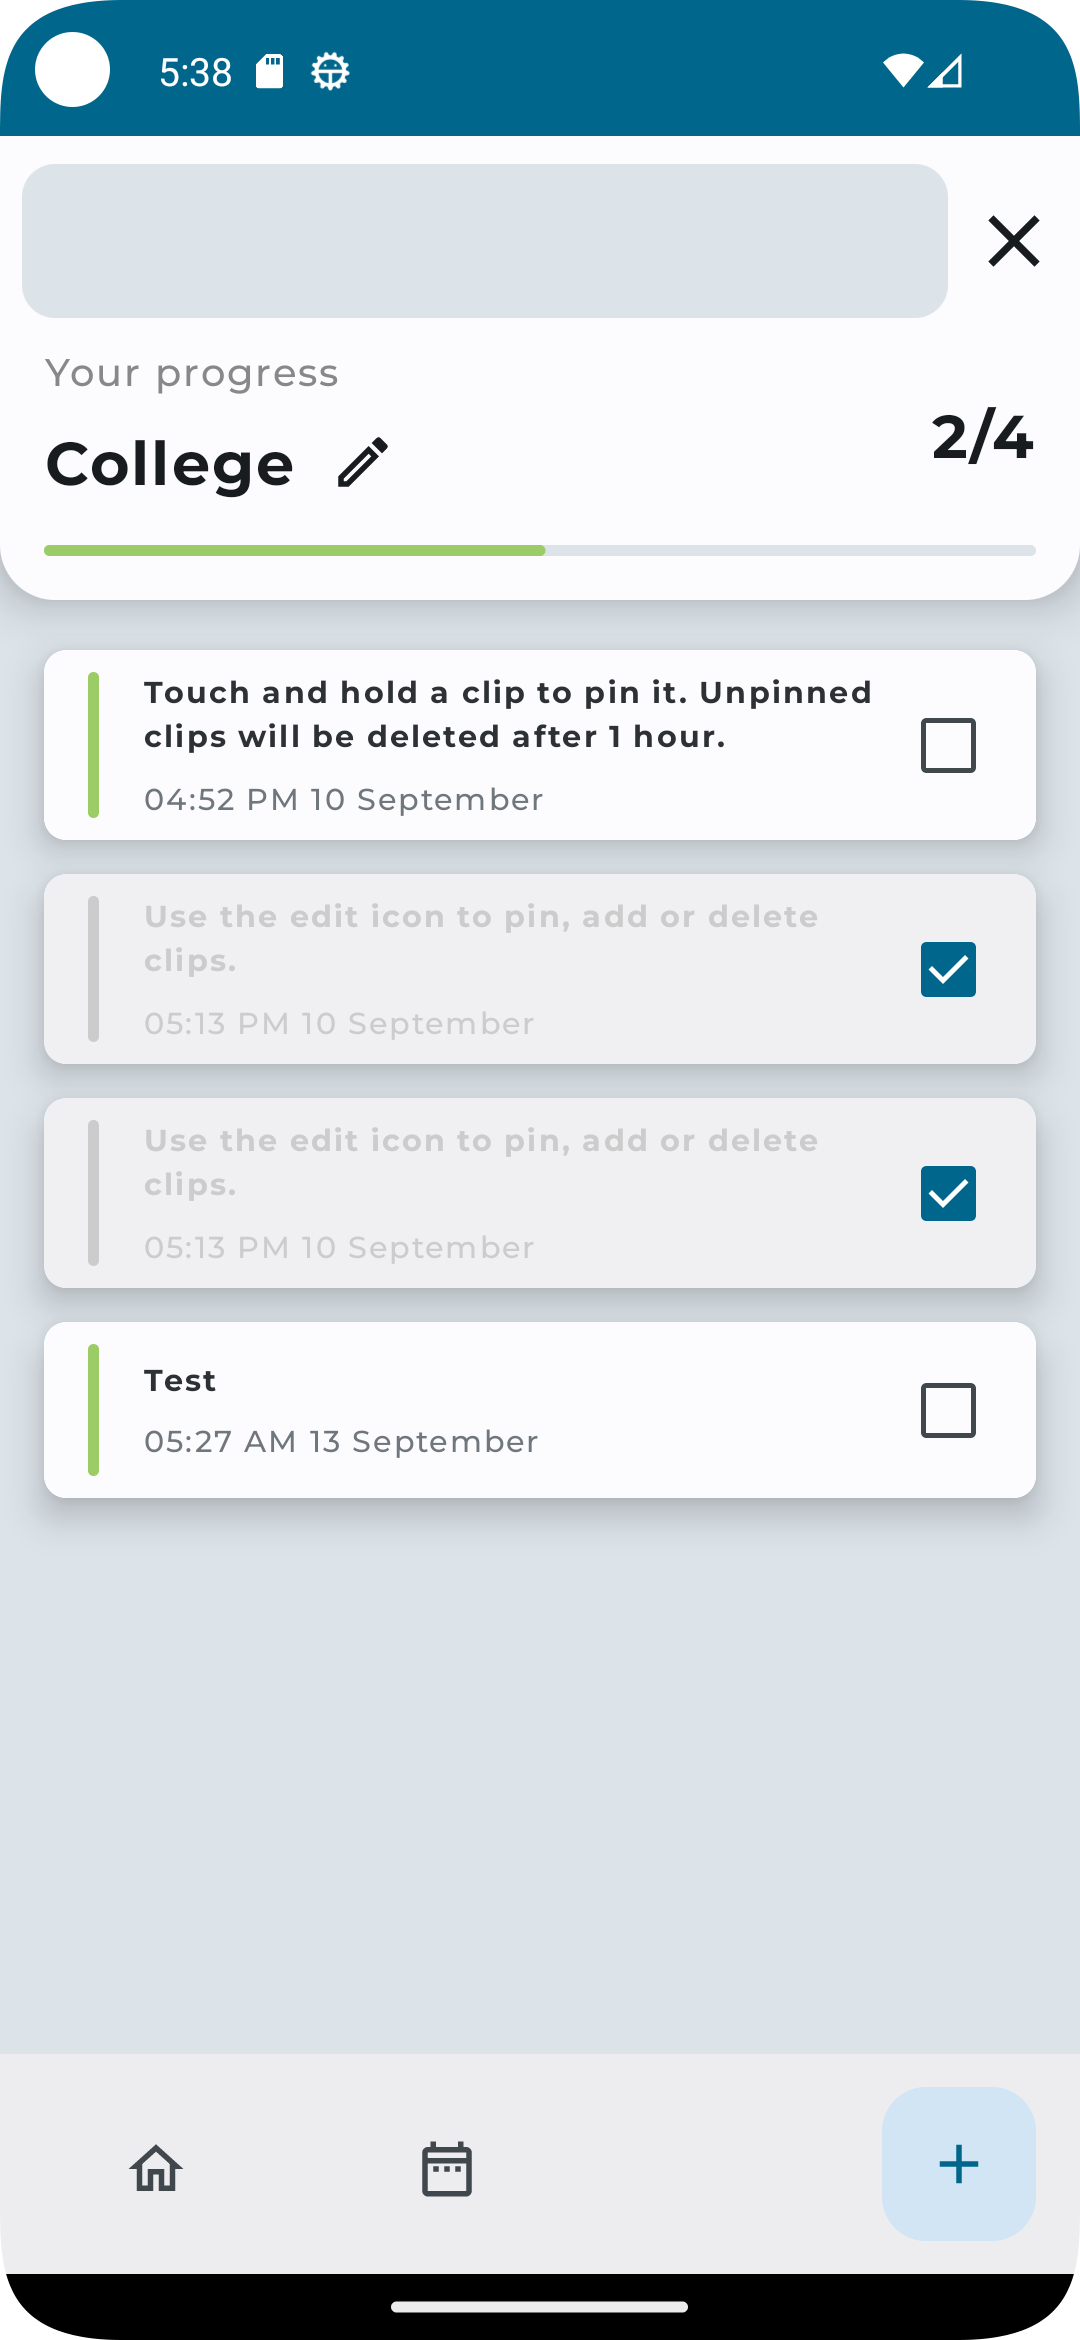 5:38
Your progress
College
2/4
Touch and hold a clip to pin it. Unpinned
clips will be deleted after 1 hour.
04:52 PM 10 September
Use the edit icon to pin, add or delete
clips.
05:13 PM 10 September
Use the edit icon to pin, add or delete
clips.
05:13 PM 10 September
Test
05:27 AM 13 September